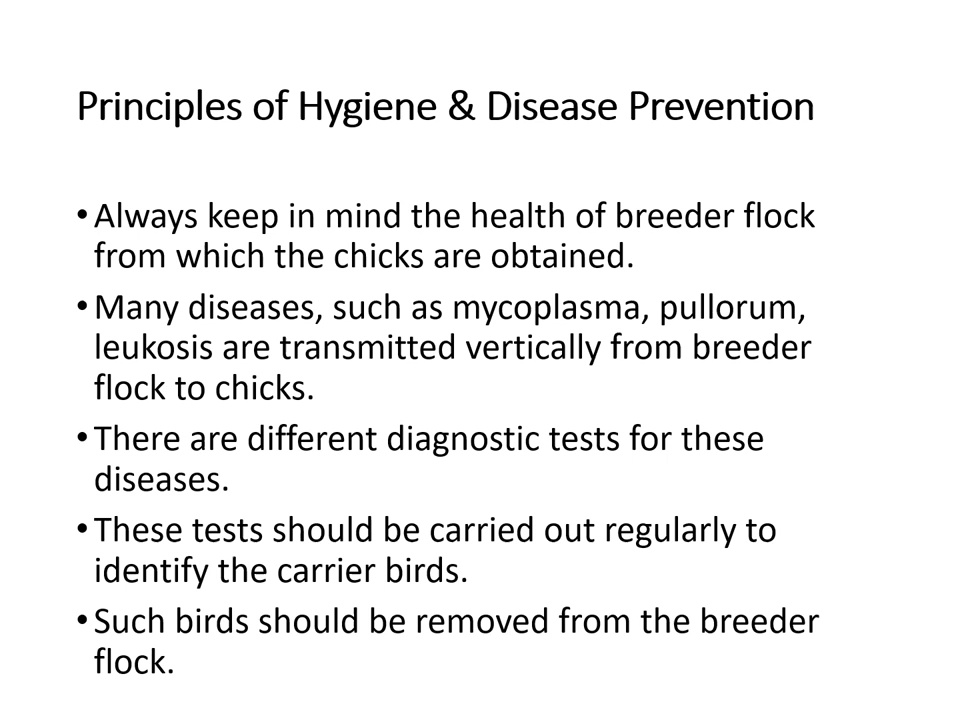 Principles of Hygiene & Disease Prevention
•Always keep in mind the health of breeder flock
from which the chicks are obtained.
•Many diseases, such as mycoplasma, pullorum,
leukosis are transmitted vertically from breeder
flock to chicks.
•There are different diagnostic tests for these
diseases.
•These tests should be carried out regularly to
identify the carrier birds.
•Such birds should be removed from the breeder
flock.